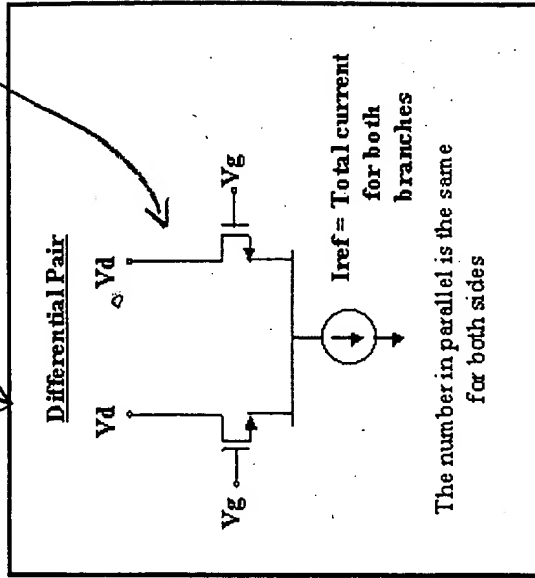 Differential Pair
Vd
Vd
Vg
Vg
Iref = Total current
for both
branches
The number in parallel is the same
for both sides